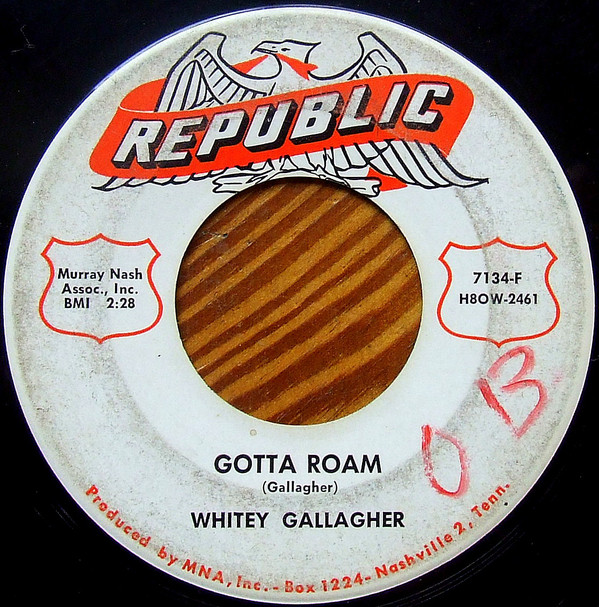 REPUBLIC
Murray Nash
Assoc., Inc.
BMI 2:28
7134-F
H8OW-2461
OB
GOTTA ROAM
(Gallagher)
WHITEY GALLAGHER
Produced by MNA, Inc. - Box 1224 - Nashville 2, Tenn.